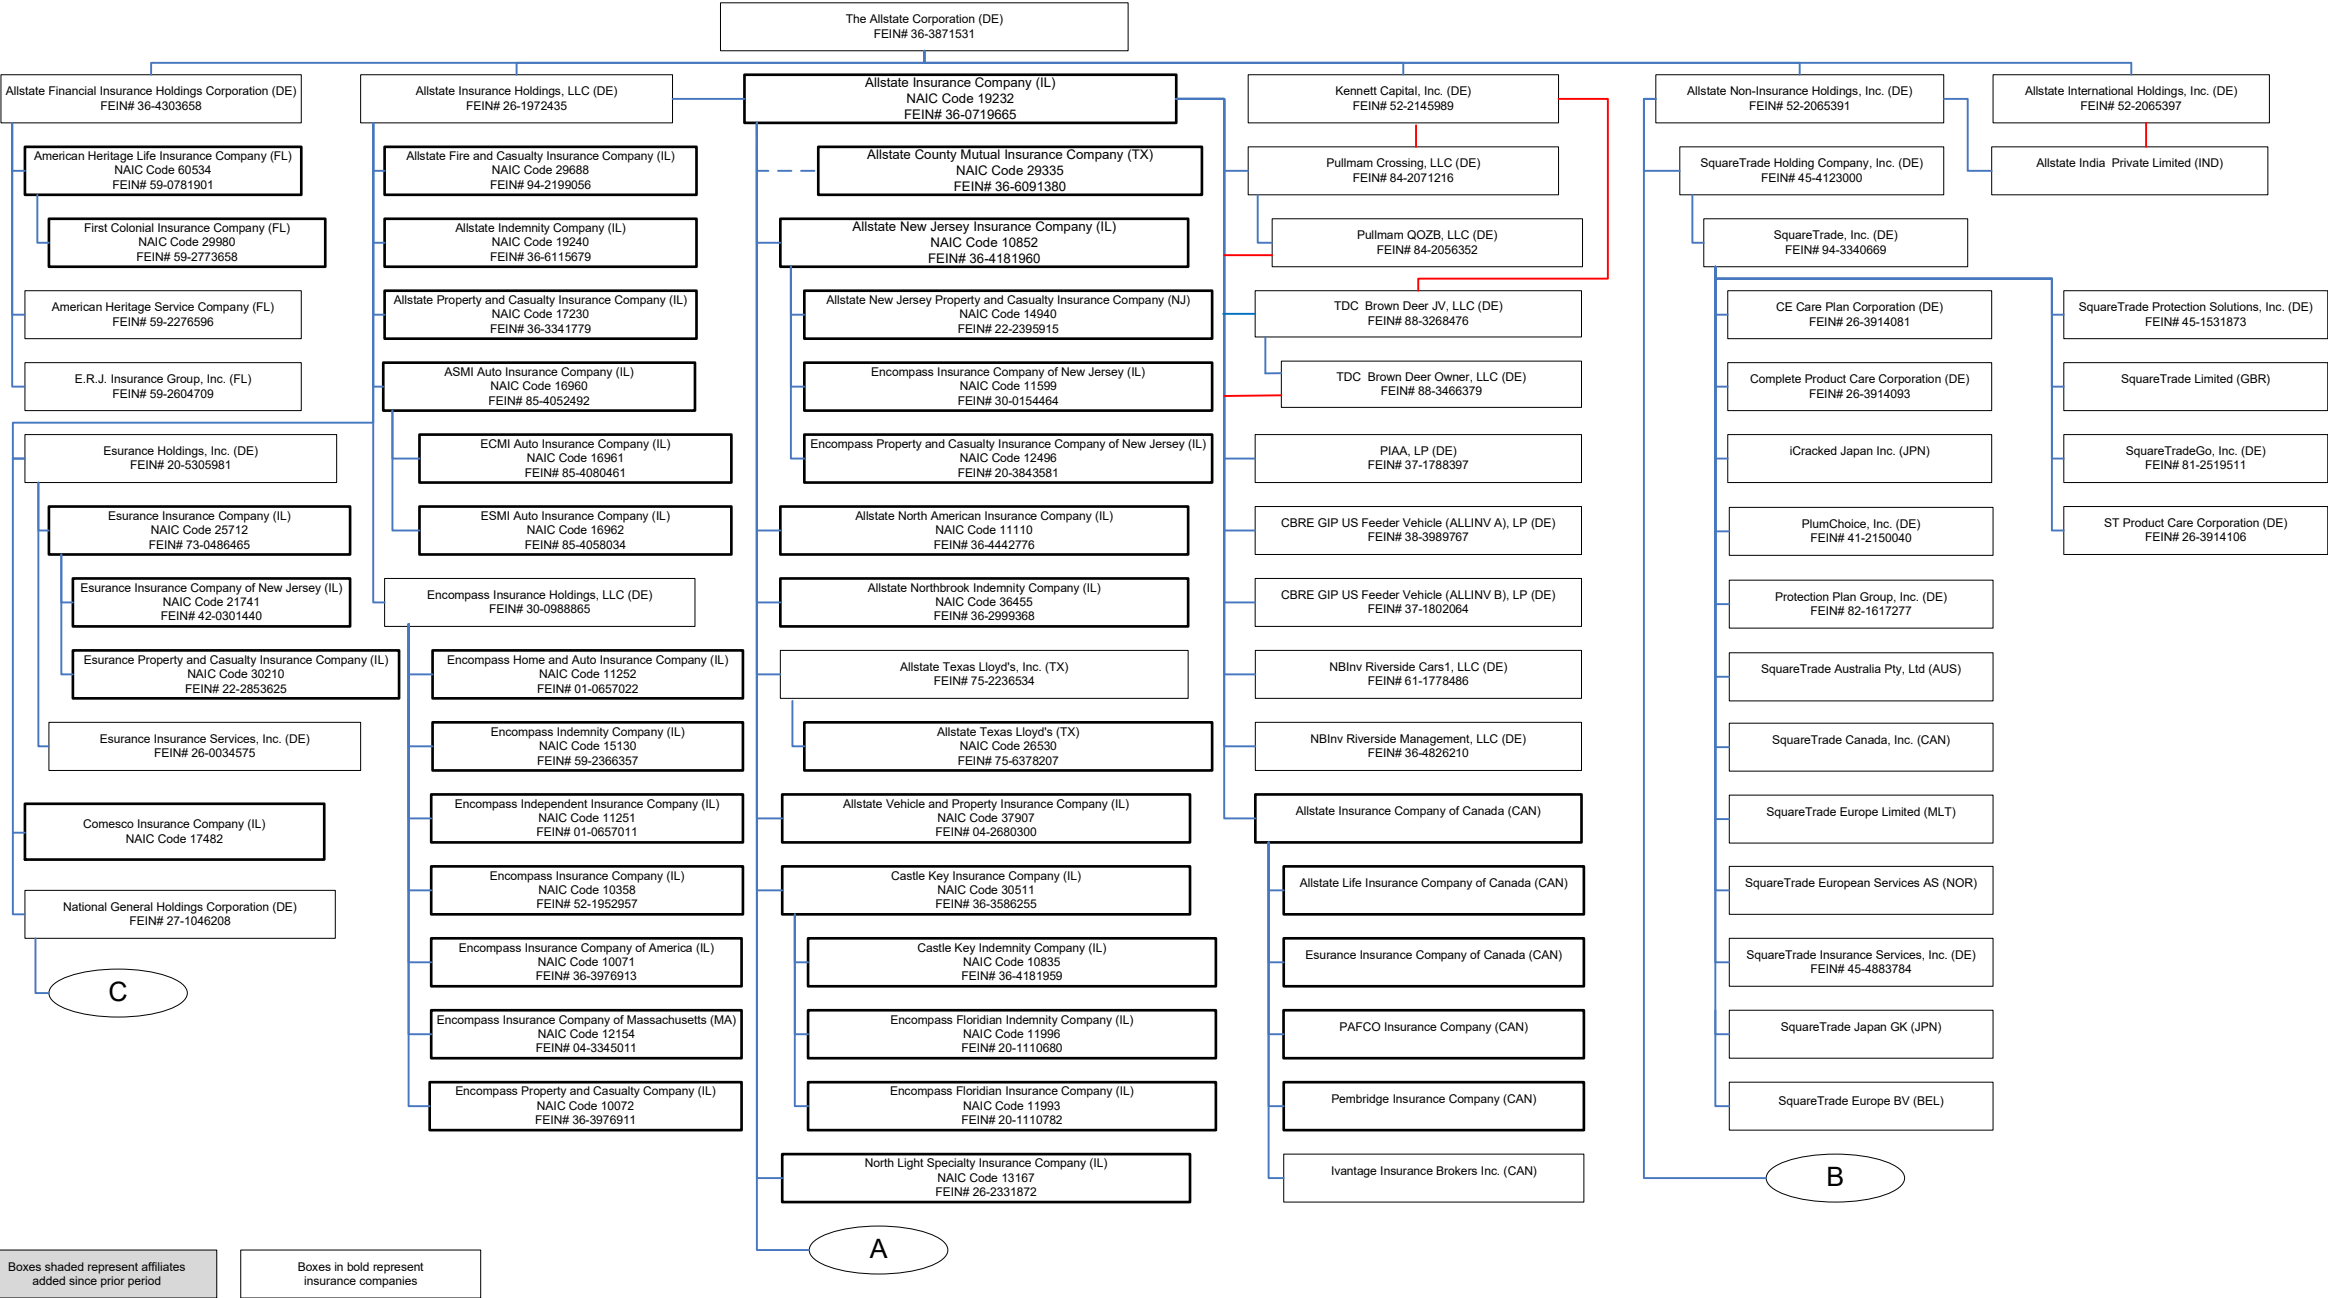 The Allstate Corporation (DE)
FEIN# 36-3871531
Allstate Financial Insurance Holdings Corporation (DE)
FEIN# 36-4303658
American Heritage Life Insurance Company (FL)
NAIC Code 60534
FEIN# 59-0781901
First Colonial Insurance Company (FL)
NAIC Code 29980
FEIN# 59-2773658
American Heritage Service Company (FL)
FEIN# 59-2276596
E.R.J. Insurance Group, Inc. (FL)
FEIN# 59-2604709
Allstate Insurance Holdings, LLC (DE)
FEIN# 26-1972435
Allstate Fire and Casualty Insurance Company (IL)
NAIC Code 29688
FEIN# 94-2199056
Allstate Indemnity Company (IL)
NAIC Code 19240
FEIN# 36-6115679
Allstate Property and Casualty Insurance Company (IL)
NAIC Code 17230
FEIN# 36-3341779
ASMI Auto Insurance Company (IL)
NAIC Code 16960
FEIN# 85-4052492
ECMI Auto Insurance Company (IL)
NAIC Code 16961
FEIN# 85-4080461
ESMI Auto Insurance Company (IL)
NAIC Code 16962
FEIN# 85-4058034
Encompass Insurance Holdings, LLC (DE)
FEIN# 30-0988865
Encompass Home and Auto Insurance Company (IL)
NAIC Code 11252
FEIN# 01-0657022
Encompass Indemnity Company (IL)
NAIC Code 15130
FEIN# 59-2366357
Encompass Independent Insurance Company (IL)
NAIC Code 11251
FEIN# 01-0657011
Encompass Insurance Company (IL)
NAIC Code 10358
FEIN# 52-1952957
Encompass Insurance Company of America (IL)
NAIC Code 10071
FEIN# 36-3976913
Encompass Insurance Company of Massachusetts (MA)
NAIC Code 12154
FEIN# 04-3345011
Encompass Property and Casualty Company (IL)
NAIC Code 10072
FEIN# 36-3976911
Esurance Holdings, Inc. (DE)
FEIN# 20-5305981
Esurance Insurance Company (IL)
NAIC Code 25712
FEIN# 73-0486465
Esurance Insurance Company of New Jersey (IL)
NAIC Code 21741
FEIN# 42-0301440
Esurance Property and Casualty Insurance Company (IL)
NAIC Code 30210
FEIN# 22-2853625
Esurance Insurance Services, Inc. (DE)
FEIN# 26-0034575
Comesco Insurance Company (IL)
NAIC Code 17482
National General Holdings Corporation (DE)
FEIN# 27-1046208
C
Allstate Insurance Company (IL)
NAIC Code 19232
FEIN# 36-0719665
Allstate County Mutual Insurance Company (TX)
NAIC Code 29335
FEIN# 36-6091380
Allstate New Jersey Insurance Company (IL)
NAIC Code 10852
FEIN# 36-4181960
Allstate New Jersey Property and Casualty Insurance Company (NJ)
NAIC Code 14940
FEIN# 22-2395915
Encompass Insurance Company of New Jersey (IL)
NAIC Code 11599
FEIN# 30-0154464
Encompass Property and Casualty Insurance Company of New Jersey (IL)
NAIC Code 12496
FEIN# 20-3843581
Allstate North American Insurance Company (IL)
NAIC Code 11110
FEIN# 36-4442776
Allstate Northbrook Indemnity Company (IL)
NAIC Code 36455
FEIN# 36-2999368
Allstate Texas Lloyd's, Inc. (TX)
FEIN# 75-2236534
Allstate Texas Lloyd's (TX)
NAIC Code 26530
FEIN# 75-6378207
Allstate Vehicle and Property Insurance Company (IL)
NAIC Code 37907
FEIN# 04-2680300
Castle Key Insurance Company (IL)
NAIC Code 30511
FEIN# 36-3586255
Castle Key Indemnity Company (IL)
NAIC Code 10835
FEIN# 36-4181959
Encompass Floridian Indemnity Company (IL)
NAIC Code 11996
FEIN# 20-1110680
Encompass Floridian Insurance Company (IL)
NAIC Code 11993
FEIN# 20-1110782
North Light Specialty Insurance Company (IL)
NAIC Code 13167
FEIN# 26-2331872
A
Kennett Capital, Inc. (DE)
FEIN# 52-2145989
Pullmam Crossing, LLC (DE)
FEIN# 84-2071216
Pullmam QOZB, LLC (DE)
FEIN# 84-2056352
TDC Brown Deer JV, LLC (DE)
FEIN# 88-3268476
TDC Brown Deer Owner, LLC (DE)
FEIN# 88-3466379
PIAA, LP (DE)
FEIN# 37-1788397
CBRE GIP US Feeder Vehicle (ALLINV A), LP (DE)
FEIN# 38-3989767
CBRE GIP US Feeder Vehicle (ALLINV B), LP (DE)
FEIN# 37-1802064
NBInv Riverside Cars1, LLC (DE)
FEIN# 61-1778486
NBInv Riverside Management, LLC (DE)
FEIN# 36-4826210
Allstate Insurance Company of Canada (CAN)
Allstate Life Insurance Company of Canada (CAN)
Esurance Insurance Company of Canada (CAN)
PAFCO Insurance Company (CAN)
Pembridge Insurance Company (CAN)
Ivantage Insurance Brokers Inc. (CAN)
Allstate Non-Insurance Holdings, Inc. (DE)
FEIN# 52-2065391
SquareTrade Holding Company, Inc. (DE)
FEIN# 45-4123000
SquareTrade, Inc. (DE)
FEIN# 94-3340669
CE Care Plan Corporation (DE)
FEIN# 26-3914081
Complete Product Care Corporation (DE)
FEIN# 26-3914093
iCracked Japan Inc. (JPN)
PlumChoice, Inc. (DE)
FEIN# 41-2150040
Protection Plan Group, Inc. (DE)
FEIN# 82-1617277
SquareTrade Australia Pty, Ltd (AUS)
SquareTrade Canada, Inc. (CAN)
SquareTrade Europe Limited (MLT)
SquareTrade European Services AS (NOR)
SquareTrade Insurance Services, Inc. (DE)
FEIN# 45-4883784
SquareTrade Japan GK (JPN)
SquareTrade Europe BV (BEL)
B
Allstate International Holdings, Inc. (DE)
FEIN# 52-2065397
Allstate India Private Limited (IND)
SquareTrade Protection Solutions, Inc. (DE)
FEIN# 45-1531873
SquareTrade Limited (GBR)
SquareTradeGo, Inc. (DE)
FEIN# 81-2519511
ST Product Care Corporation (DE)
FEIN# 26-3914106
Boxes shaded represent affiliates
added since prior period
Boxes in bold represent
insurance companies